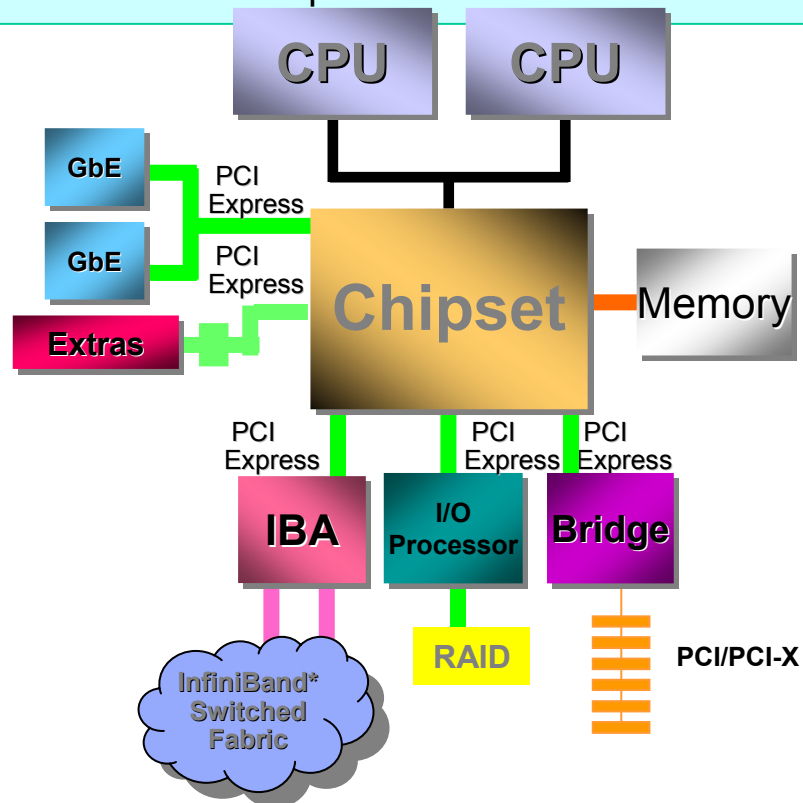 CPU
CPU
GbE
PCI
Express
GbE
PCI
Express
Chipset
Memory
Extras
PCI
Express
PCI
Express
PCI
Express
IBA
I/O
Processor
Bridge
RAID
PCI/PCI-X
InfiniBand*
Switched
Fabric